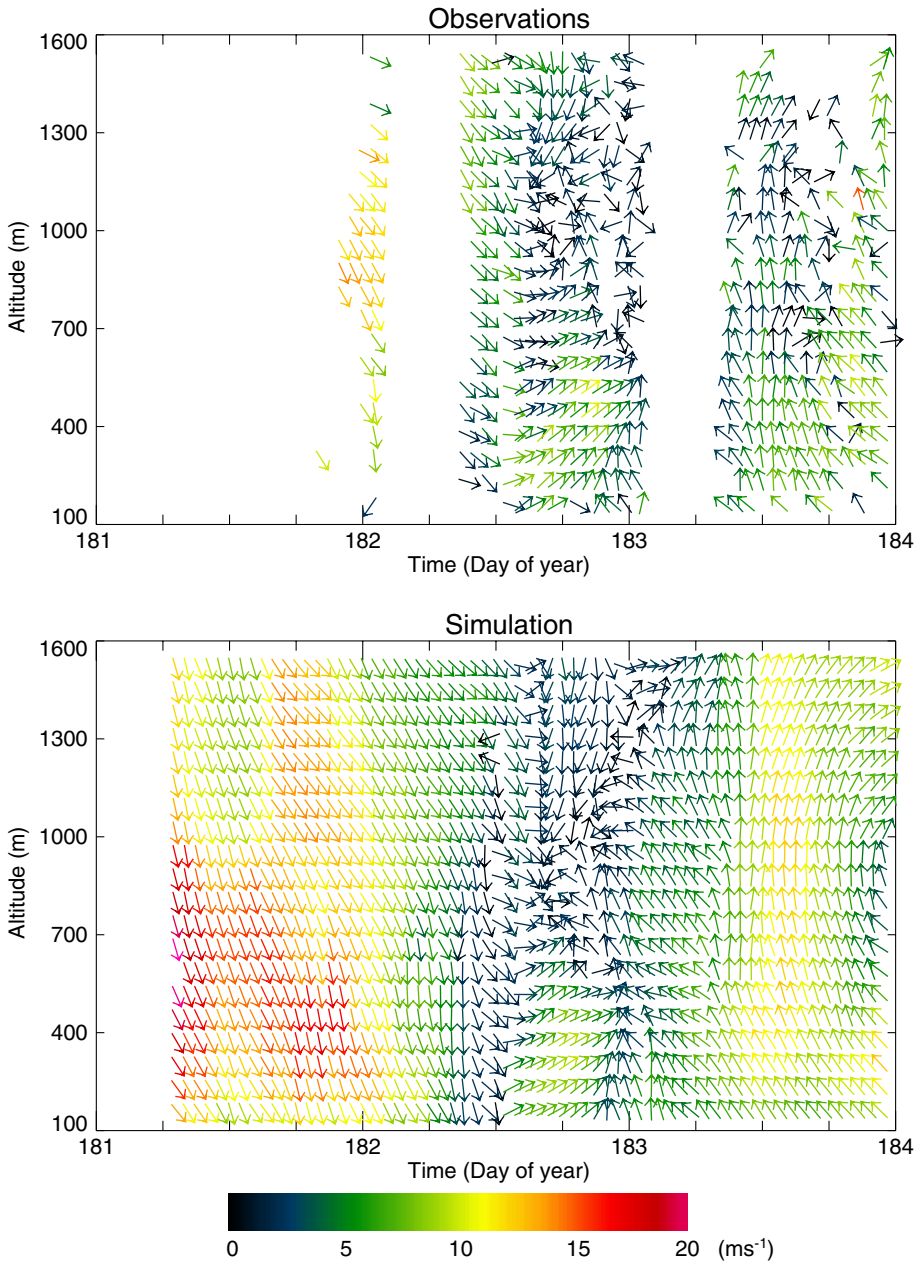 Observations
1600
1300
1000
700
400
100
Altitude (m)
181 182 183 184
Time (Day of year)
Simulation
1600
1300
1000
700
400
100
Altitude (m)
181 182 183 184
Time (Day of year)
0 5 10 15 20 (ms⁻¹)